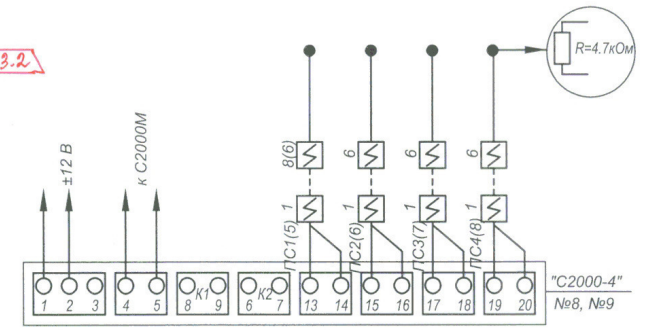 R=4.7кОм
3.2
±12 В
к С2000М
8(6)
6
6
6
1
1
1
1
ПС1(5)
ПС2(6)
ПС3(7)
ПС4(8)
"С2000-4"
№8, №9
К1
К2
1 2 3 4 5 8 9 6 7 13 14 15 16 17 18 19 20